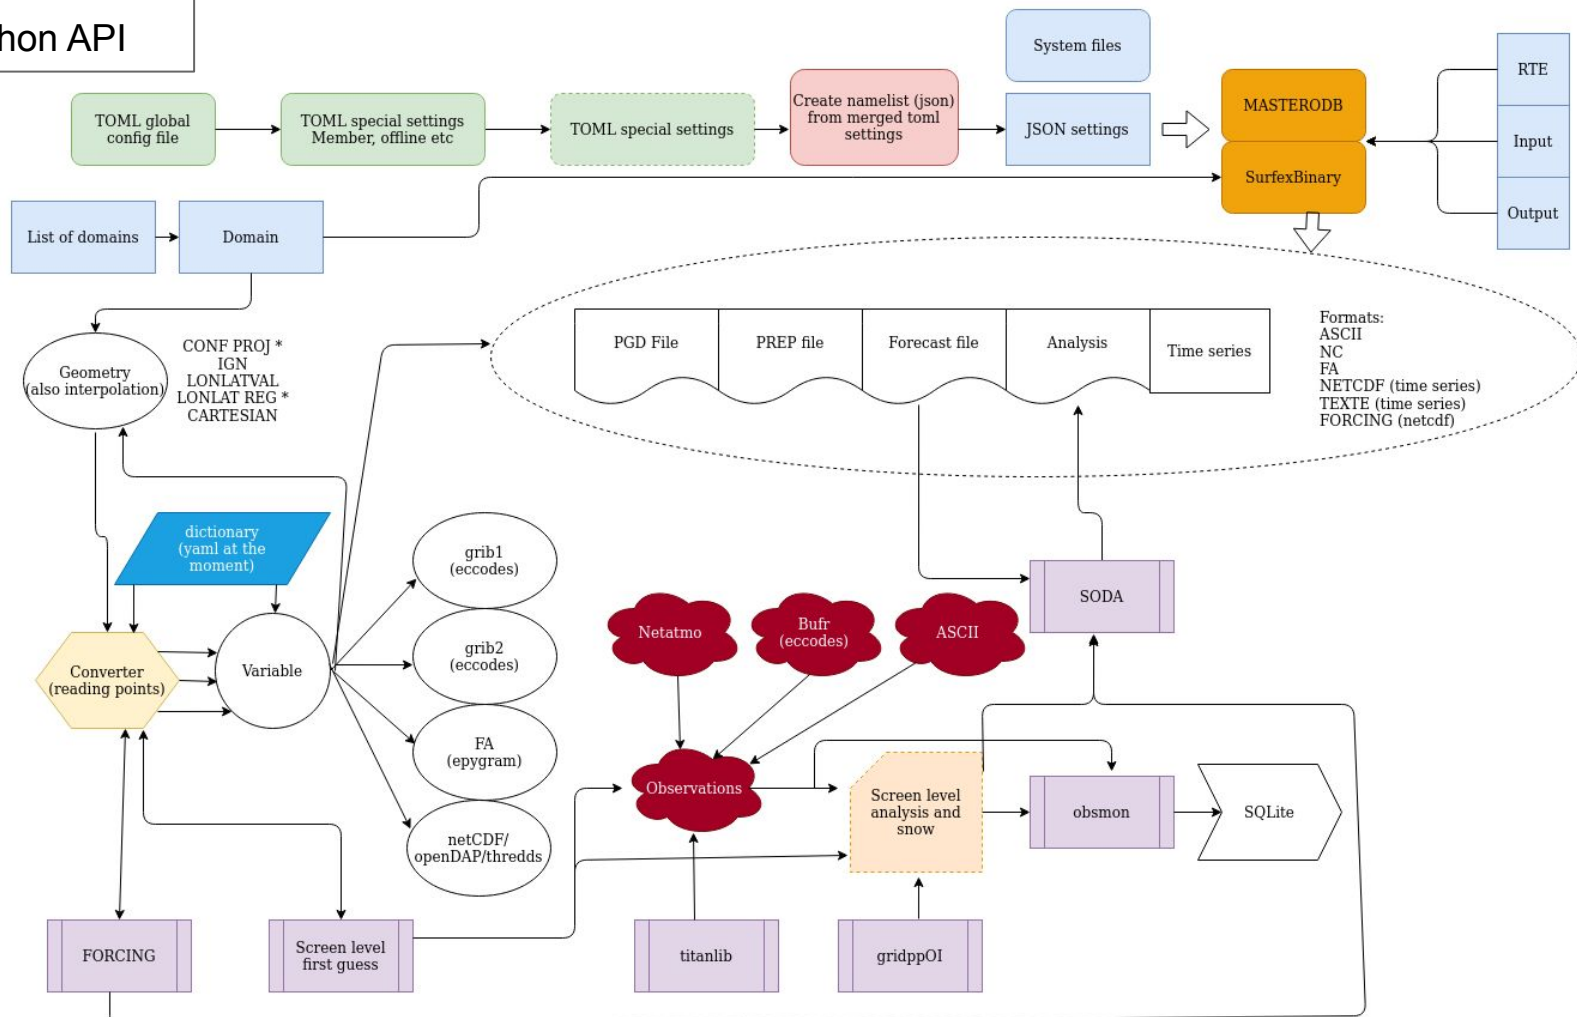 hon API
System files
RTE
TOML global
config file
TOML special settings
Member, offline etc
TOML special settings
Create namelist (json)
from merged toml
settings
JSON settings
MASTERODB
Input
SurfexBinary
Output
List of domains
Domain
Geometry
(also interpolation)
CONF PROJ *
IGN
LONLATVAL
LONLAT REG *
CARTESIAN
PGD File
PREP file
Forecast file
Analysis
Time series
Formats:
ASCII
NC
FA
NETCDF (time series)
TEXTE (time series)
FORCING (netcdf)
dictionary
(yaml at the
moment)
grib1
(eccodes)
grib2
(eccodes)
FA
(epygram)
netCDF/
openDAP/thredds
Converter
(reading points)
Variable
Netatmo
Bufr
(eccodes)
ASCII
SODA
Observations
Screen level
analysis and
snow
obsmon
SQLite
FORCING
Screen level
first guess
titanlib
gridppOI